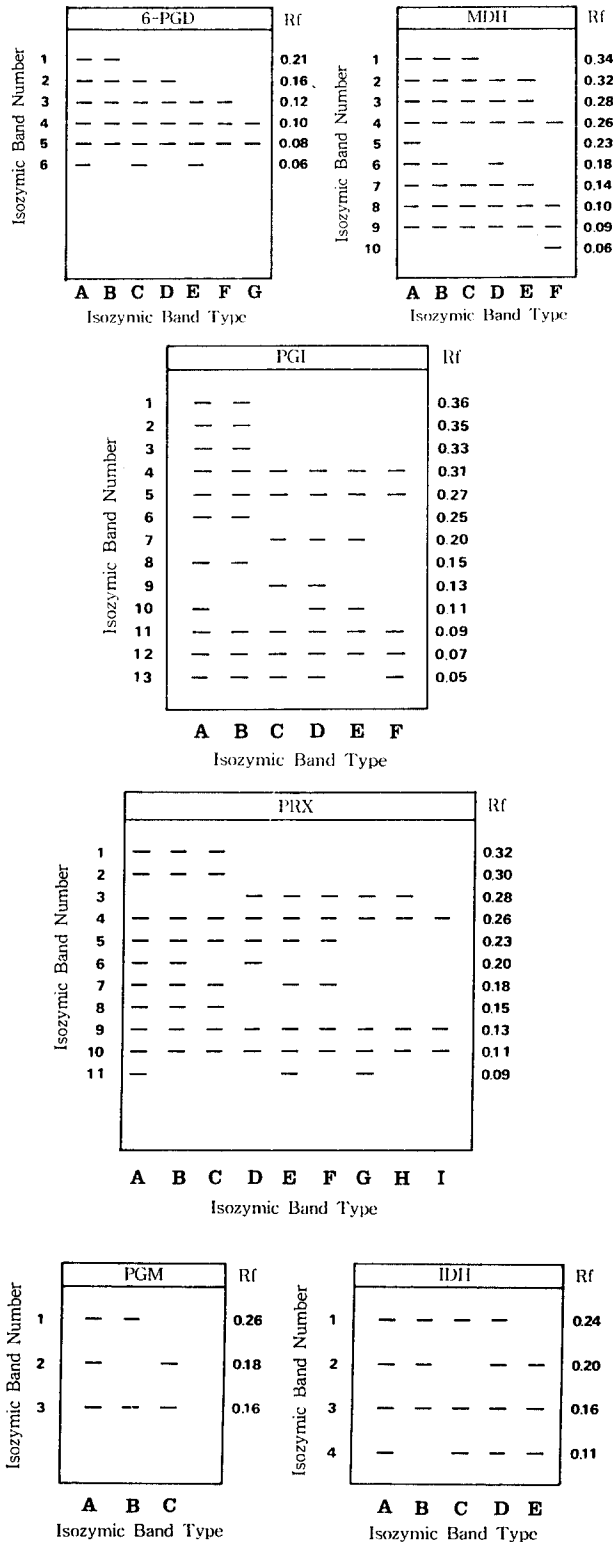 6-PGD Rf
1 0.21
2 0.16
3 0.12
4 0.10
5 0.08
6 0.06
Isozymic Band Number
A B C D E F G
Isozymic Band Type
MDH Rf
1 0.34
2 0.32
3 0.28
4 0.26
5 0.23
6 0.18
7 0.14
8 0.10
9 0.09
10 0.06
Isozymic Band Number
A B C D E F
Isozymic Band Type
PGI Rf
1 0.36
2 0.35
3 0.33
4 0.31
5 0.27
6 0.25
7 0.20
8 0.15
9 0.13
10 0.11
11 0.09
12 0.07
13 0.05
Isozymic Band Number
A B C D E F
Isozymic Band Type
PRX Rf
1 0.32
2 0.30
3 0.28
4 0.26
5 0.23
6 0.20
7 0.18
8 0.15
9 0.13
10 0.11
11 0.09
Isozymic Band Number
A B C D E F G H I
Isozymic Band Type
PGM Rf
1 0.26
2 0.18
3 0.16
Isozymic Band Number
A B C
Isozymic Band Type
IDH Rf
1 0.24
2 0.20
3 0.16
4 0.11
Isozymic Band Number
A B C D E
Isozymic Band Type